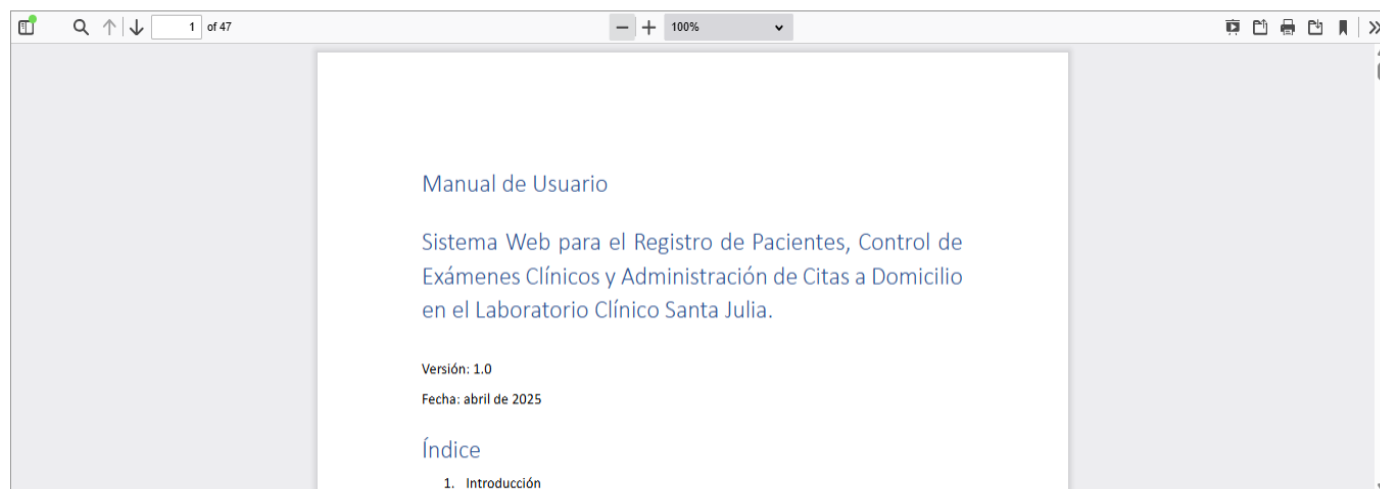 1 of 47
100%
Manual de Usuario
Sistema Web para el Registro de Pacientes, Control de
Exámenes Clínicos y Administración de Citas a Domicilio
en el Laboratorio Clínico Santa Julia.
Versión: 1.0
Fecha: abril de 2025
Índice
1. Introducción